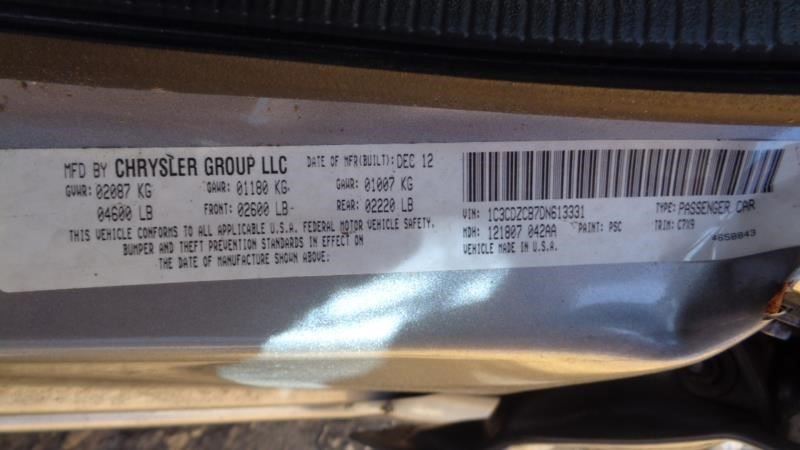 MFD BY CHRYSLER GROUP LLC DATE OF MFR(BUILT): DEC 12
GVWR: 02087 KG GAWR: 01180 KG GAWR: 01007 KG
04600 LB FRONT: 02600 LB REAR: 02220 LB
THIS VEHICLE CONFORMS TO ALL APPLICABLE U.S.A. FEDERAL MOTOR VEHICLE SAFETY,
BUMPER AND THEFT PREVENTION STANDARDS IN EFFECT ON
THE DATE OF MANUFACTURE SHOWN ABOVE:
VIN: 1C3CDZCB7DN613331 TYPE: PASSENGER CAR
MDH: 121807 042AA PAINT: PSC TRIM: C7X9
VEHICLE MADE IN U.S.A. 4650843